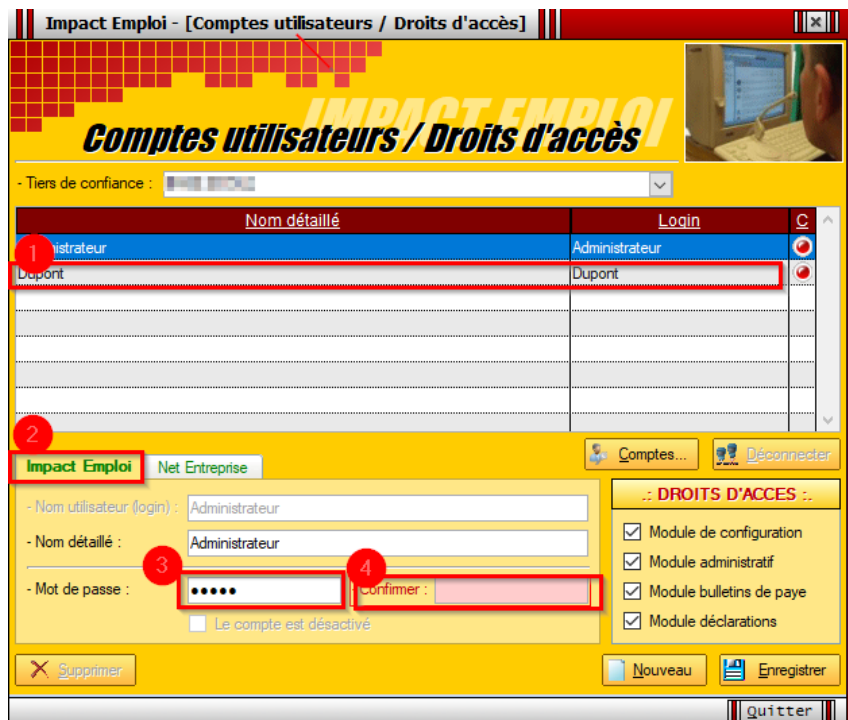 Impact Emploi - [Comptes utilisateurs / Droits d'accès]
IMPACT EMPLOI
Comptes utilisateurs / Droits d'accès
- Tiers de confiance :
Nom détaillé Login C
1 istrateur Administrateur
Dupont Dupont
2
Impact Emploi Net Entreprise Comptes... Déconnecter
.: DROITS D'ACCES :.
- Nom utilisateur (login) : Administrateur
Module de configuration
- Nom détaillé : Administrateur
Module administratif
3 4
- Mot de passe : ●●●●● Confirmer :
Module bulletins de paye
Le compte est désactivé
Module déclarations
Supprimer Nouveau Enregistrer
Quitter